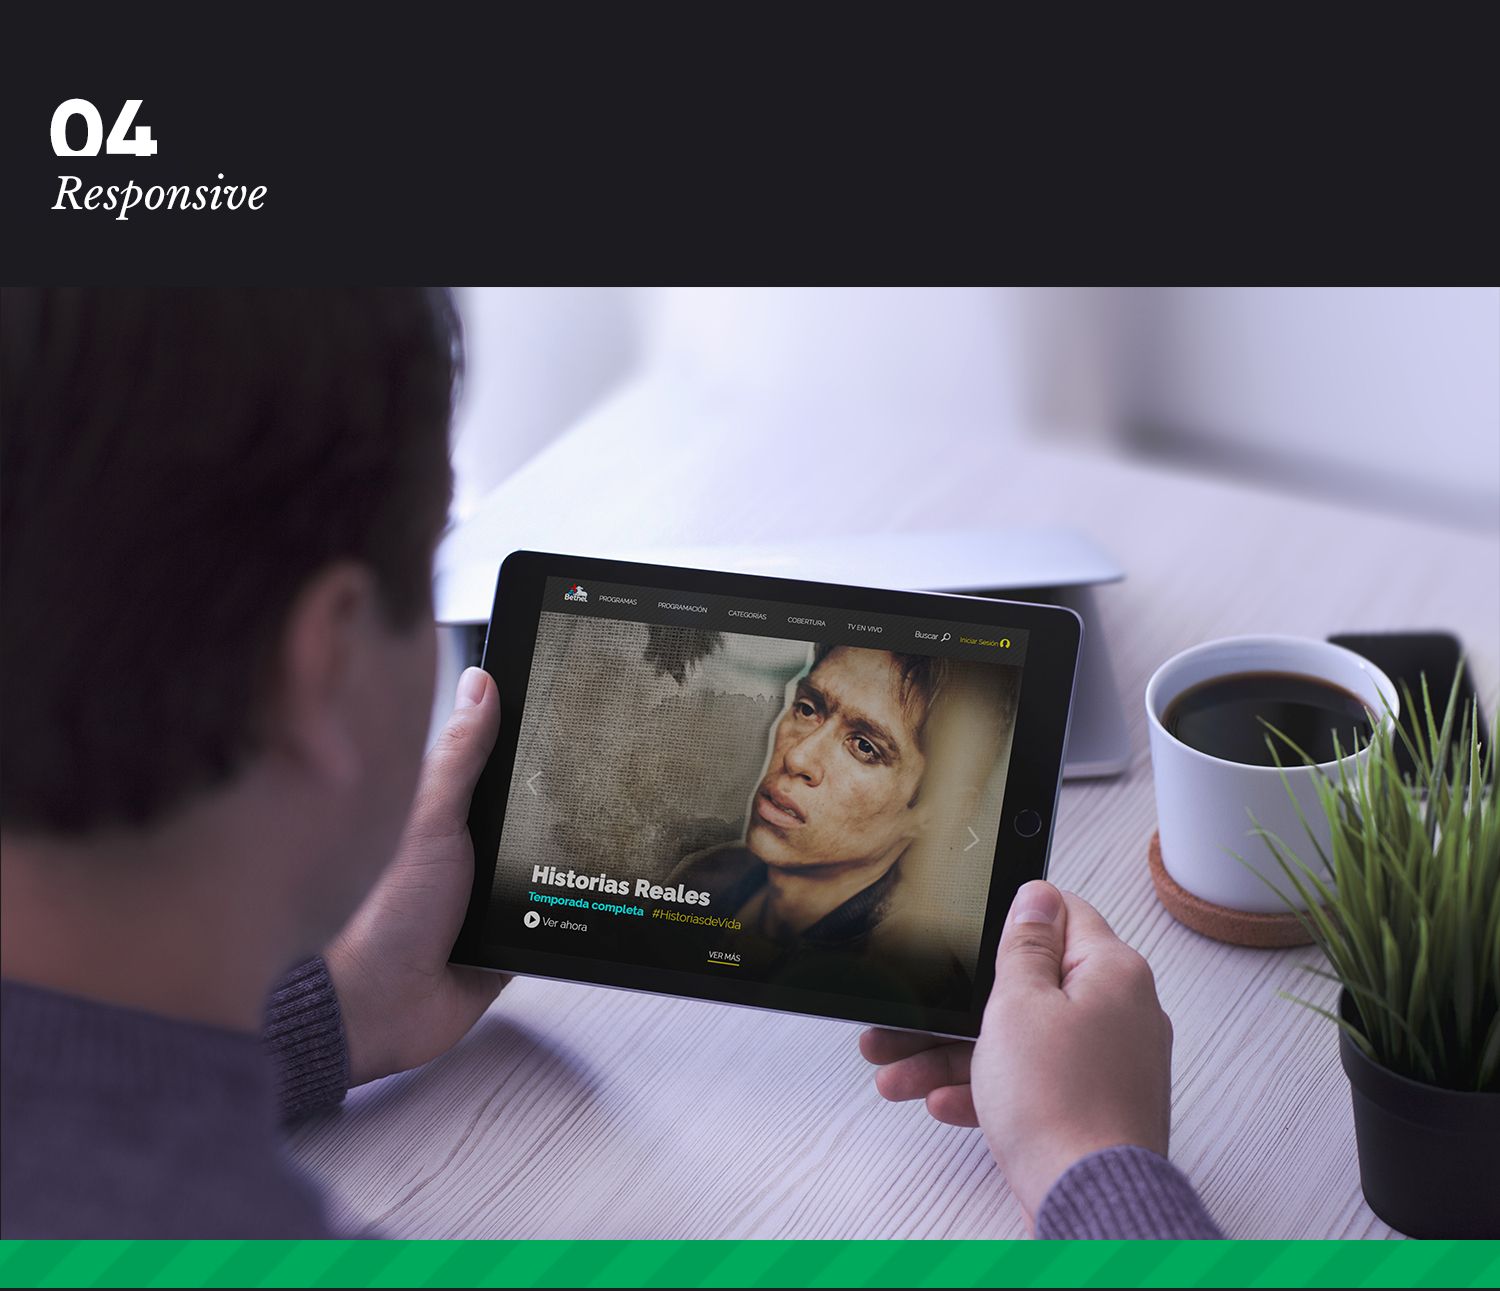 04
Responsive
Bethel
PROGRAMAS PROGRAMACIÓN CATEGORÍAS COBERTURA TV EN VIVO Buscar Iniciar Sesión
Historias Reales
Temporada completa #HistoriasdeVida
Ver ahora
VER MÁS